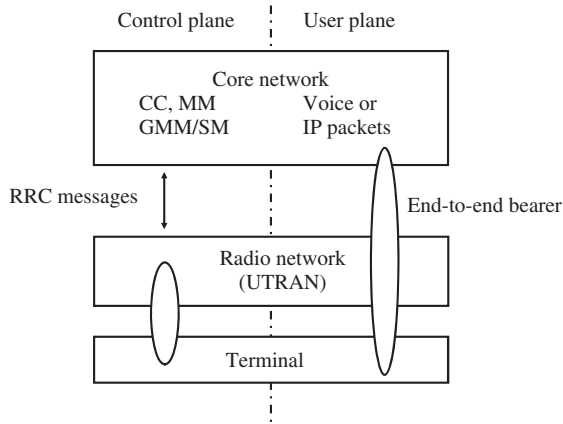 Control plane
User plane
Core network
CC, MM
GMM/SM
Voice or
IP packets
RRC messages
End-to-end bearer
Radio network
(UTRAN)
Terminal